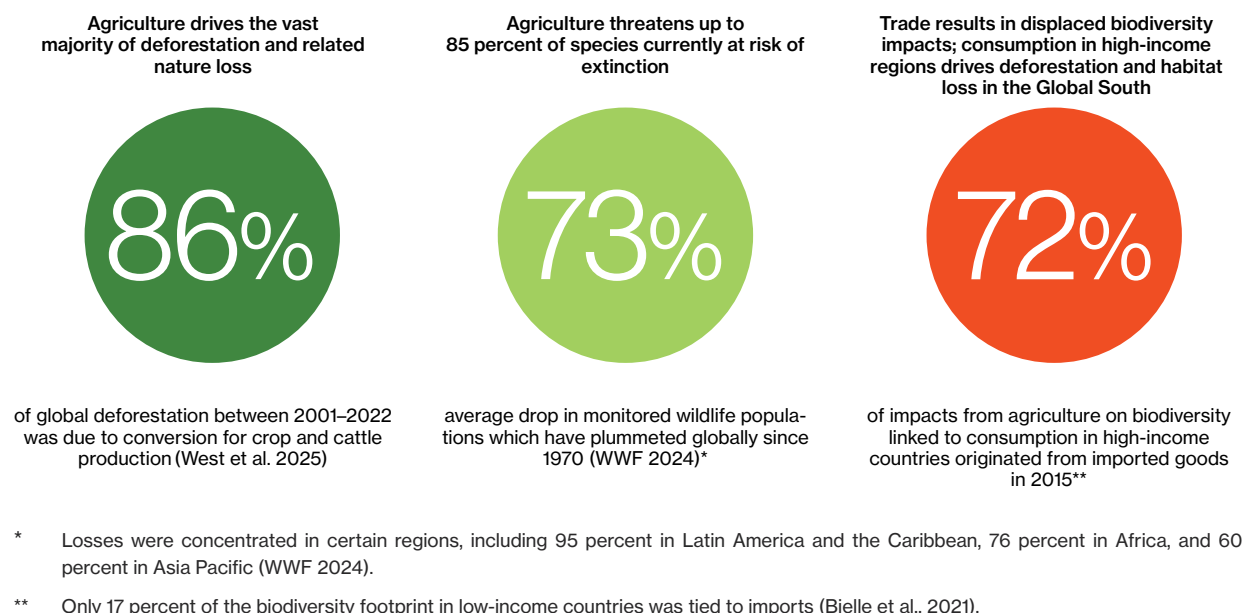 Agriculture drives the vast
majority of deforestation and related
nature loss
86%
of global deforestation between 2001–2022
was due to conversion for crop and cattle
production (West et al. 2025)
Agriculture threatens up to
85 percent of species currently at risk of
extinction
73%
average drop in monitored wildlife popula-
tions which have plummeted globally since
1970 (WWF 2024)*
Trade results in displaced biodiversity
impacts; consumption in high-income
regions drives deforestation and habitat
loss in the Global South
72%
of impacts from agriculture on biodiversity
linked to consumption in high-income
countries originated from imported goods
in 2015**
* Losses were concentrated in certain regions, including 95 percent in Latin America and the Caribbean, 76 percent in Africa, and 60
percent in Asia Pacific (WWF 2024).
** Only 17 percent of the biodiversity footprint in low-income countries was tied to imports (Bjelle et al., 2021).